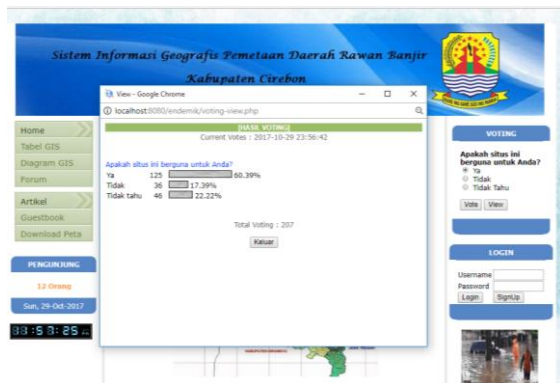 Sistem Informasi Geografis Pemetaan Daerah Rawan Banjir
Kabupaten Cirebon
View - Google Chrome
localhost:8080/endemik/voting-view.php
[HASIL VOTING]
Current Votes : 2017-10-29 23:56:42
Apakah situs ini berguna untuk Anda?
Ya 125 60.39%
Tidak 36 17.39%
Tidak tahu 46 22.22%
Total Voting : 207
Keluar
Home
Tabel GIS
Diagram GIS
Forum
Artikel
Guestbook
Download Peta
PENGUNJUNG
12 Orang
Sun, 29-Oct-2017
VOTING
Apakah situs ini
berguna untuk Anda?
Ya
Tidak
Tidak Tahu
Vote View
LOGIN
Username
Password
Login SignUp